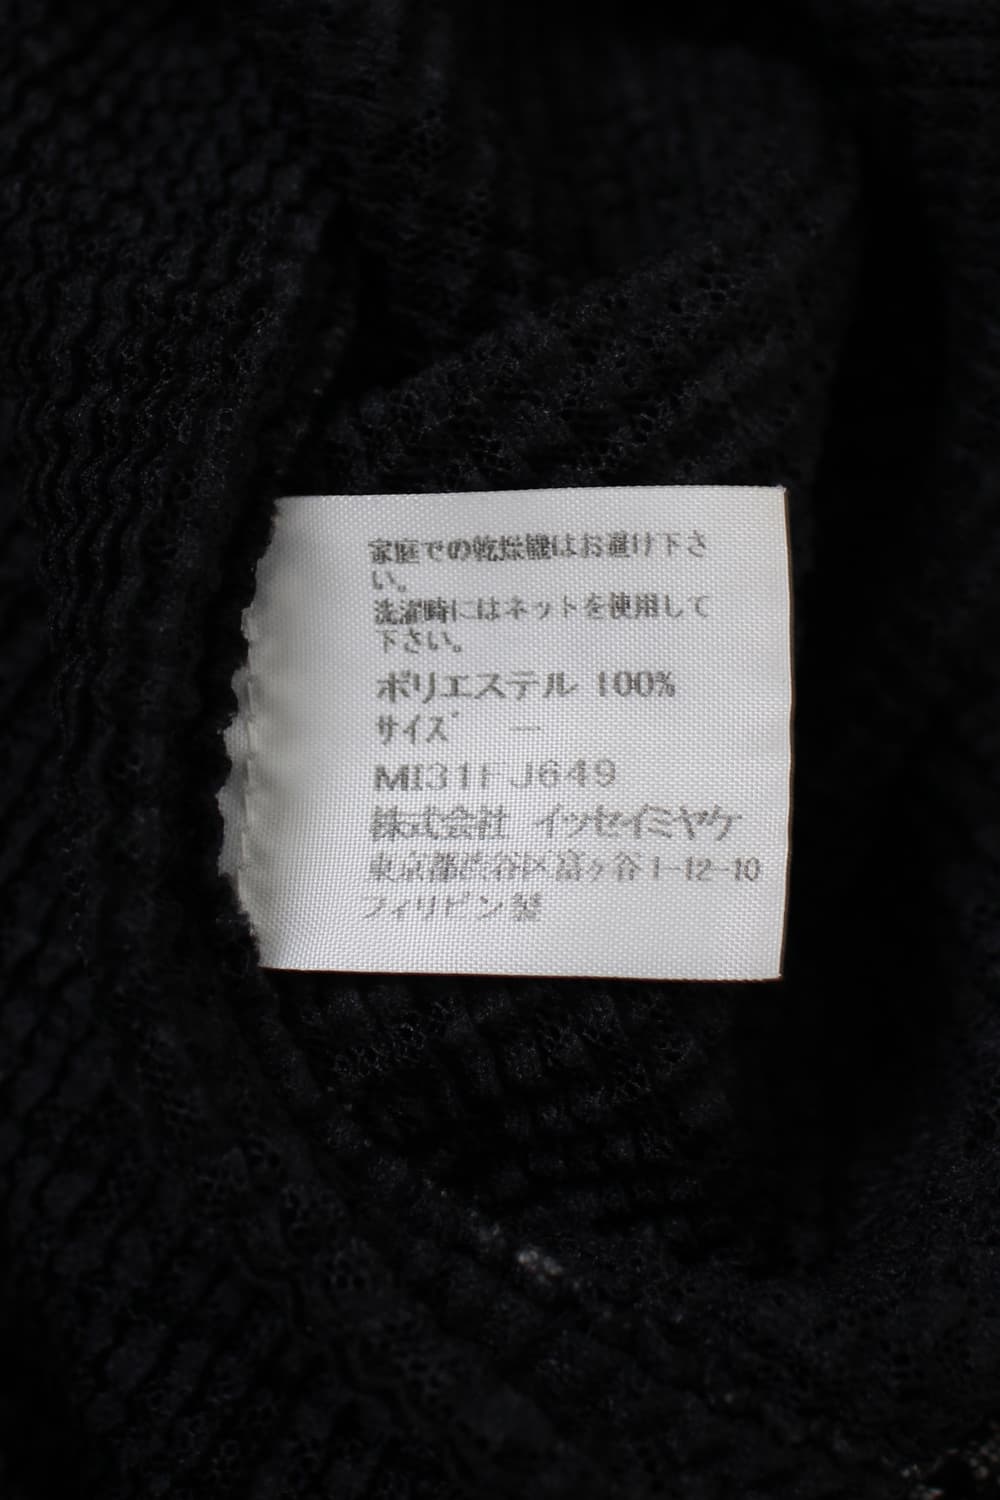 家庭での乾燥機はお避け下さ
い。
洗濯時にはネットを使用して
下さい。
ポリエステル 100%
サイズ ー
MI31FJ649
株式会社 イッセイミヤケ
東京都渋谷区富ヶ谷1-12-10
フィリピン製